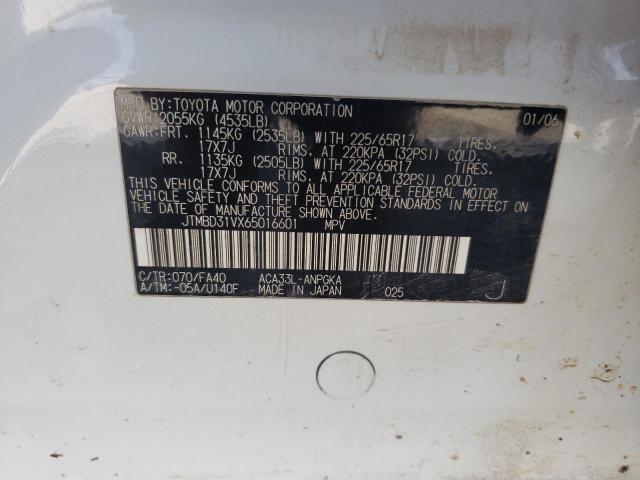 MFD BY:TOYOTA MOTOR CORPORATION 01/06
GVWR:2055KG (4535LB)
GAWR:FRT. 1145KG (2535LB) WITH 225/65R17 TIRES,
17X7J RIMS, AT 220KPA (32PSI) COLD.
RR. 1135KG (2505LB) WITH 225/65R17 TIRES,
17X7J RIMS, AT 220KPA (32PSI) COLD.
THIS VEHICLE CONFORMS TO ALL APPLICABLE FEDERAL MOTOR
VEHICLE SAFETY AND THEFT PREVENTION STANDARDS IN EFFECT ON
THE DATE OF MANUFACTURE SHOWN ABOVE.
JTMBD31VX65016601 MPV
C/TR:070/FA40 ACA33L-ANPGKA
A/TM:-05A/U140F MADE IN JAPAN 025 J